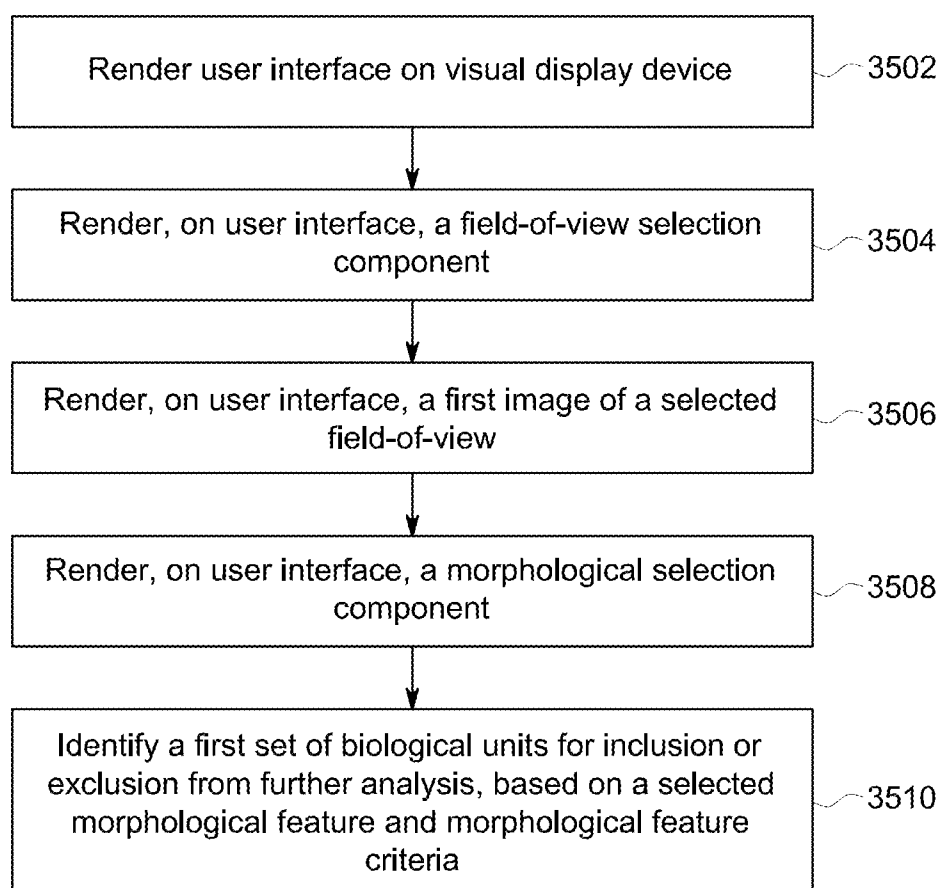 Render user interface on visual display device
3502
Render, on user interface, a field-of-view selection
component
3504
Render, on user interface, a first image of a selected
field-of-view
3506
Render, on user interface, a morphological selection
component
3508
Identify a first set of biological units for inclusion or
exclusion from further analysis, based on a selected
morphological feature and morphological feature
criteria
3510